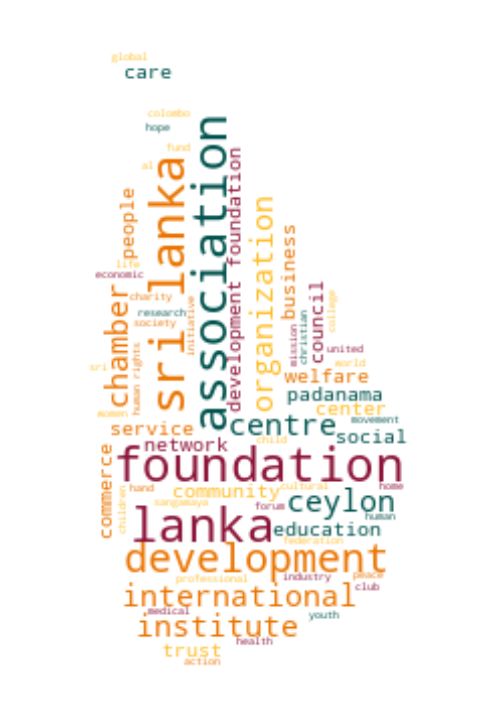 global
care
colombo
hope
fund
al
association
sri lanka
development foundation
people
organization
business
life
economic
council
chamber
charity
research
society
initiative
college
christian
mission
human rights
united
world
sri
welfare
padanama
center
women
movement
service
centre
social
network
child
commerce
foundation
children
hand
community
cultural
home
sangamaya
ceylon
forum
human
lanka
education
federation
development
professional
industry
peace
club
international
medical
youth
institute
health
trust
action